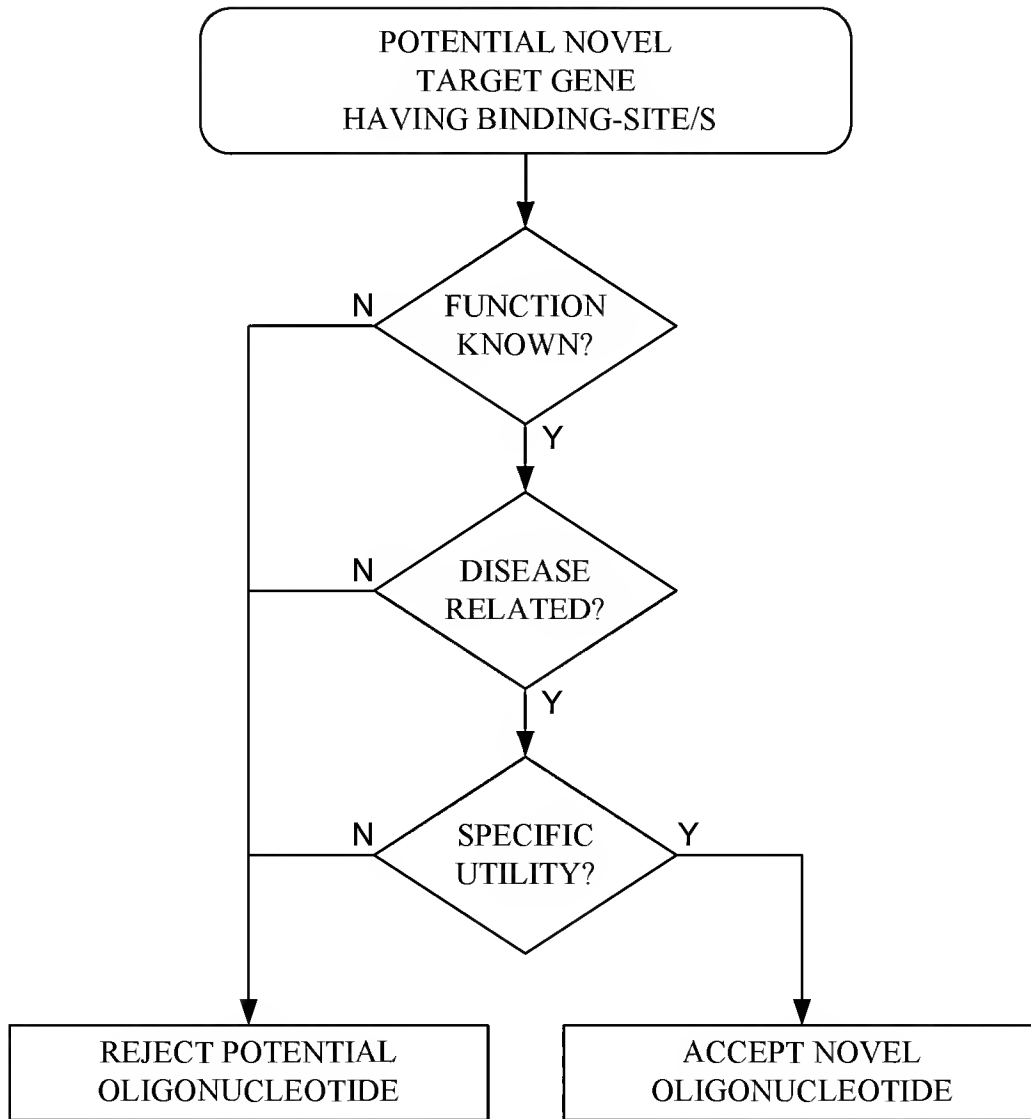 POTENTIAL NOVEL
TARGET GENE
HAVING BINDING-SITE/S
N
FUNCTION
KNOWN?
Y
N
DISEASE
RELATED?
Y
N
SPECIFIC
UTILITY?
Y
REJECT POTENTIAL
OLIGONUCLEOTIDE
ACCEPT NOVEL
OLIGONUCLEOTIDE